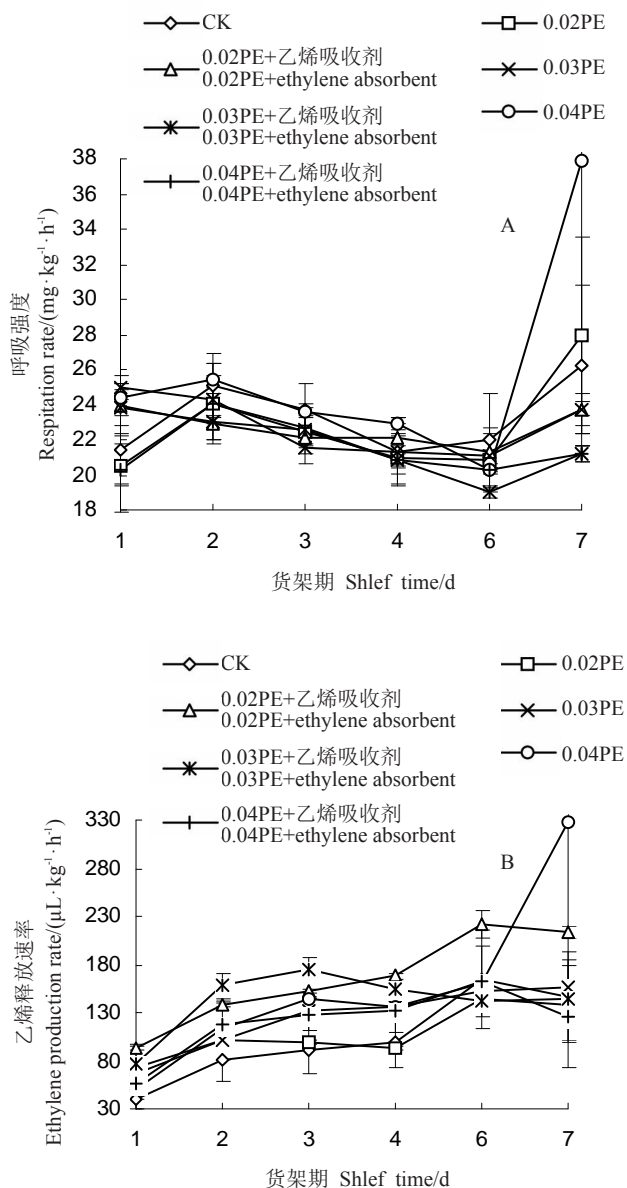 CK
0.02PE+乙烯吸收剂
0.02PE+ethylene absorbent
0.03PE+乙烯吸收剂
0.03PE+ethylene absorbent
0.04PE+乙烯吸收剂
0.04PE+ethylene absorbent
0.02PE
0.03PE
0.04PE
38
36
34
32
30
28
26
24
22
20
18
呼吸强度
Respitation rate/(mg·kg⁻¹·h⁻¹)
A
1 2 3 4 6 7
货架期 Shlef time/d
CK
0.02PE+乙烯吸收剂
0.02PE+ethylene absorbent
0.03PE+乙烯吸收剂
0.03PE+ethylene absorbent
0.04PE+乙烯吸收剂
0.04PE+ethylene absorbent
0.02PE
0.03PE
0.04PE
330
280
230
180
130
80
30
乙烯释放速率
Ethylene production rate/(μL·kg⁻¹·h⁻¹)
B
1 2 3 4 6 7
货架期 Shlef time/d